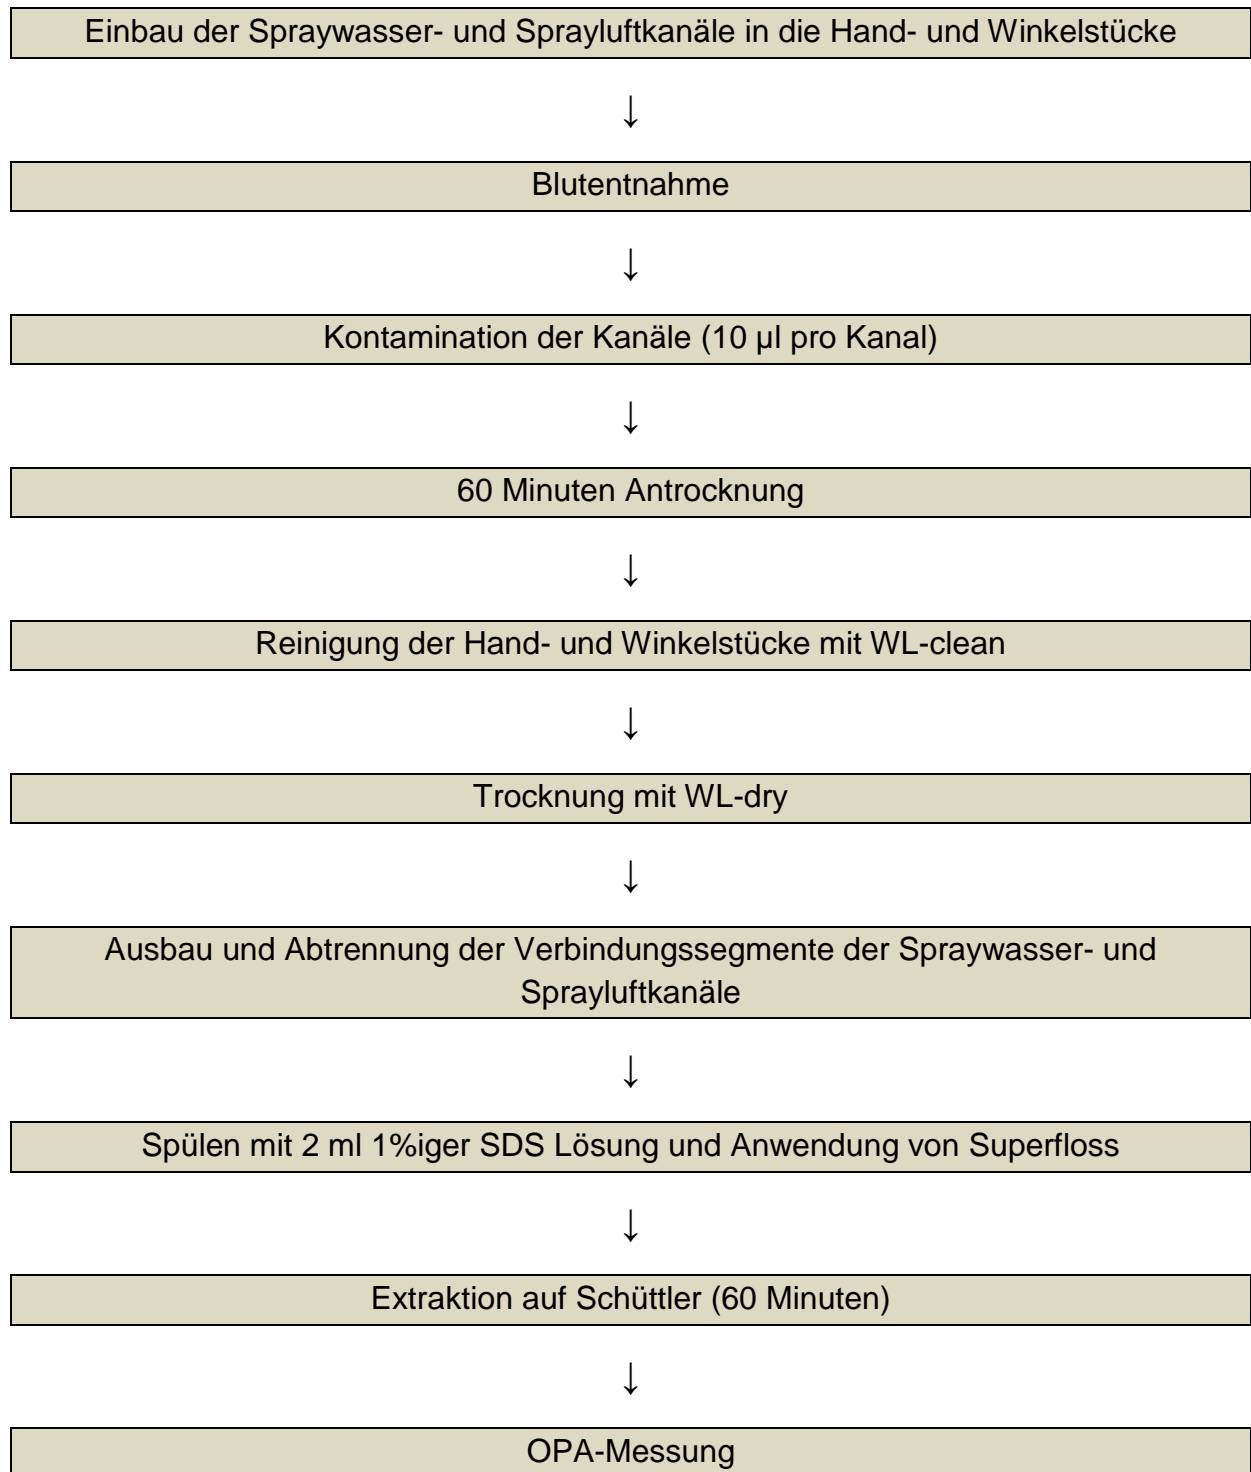 Einbau der Spraywasser- und Sprayluftkanäle in die Hand- und Winkelstücke
↓
Blutentnahme
↓
Kontamination der Kanäle (10 µl pro Kanal)
↓
60 Minuten Antrocknung
↓
Reinigung der Hand- und Winkelstücke mit WL-clean
↓
Trocknung mit WL-dry
↓
Ausbau und Abtrennung der Verbindungssegmente der Spraywasser- und
Sprayluftkanäle
↓
Spülen mit 2 ml 1%iger SDS Lösung und Anwendung von Superfloss
↓
Extraktion auf Schüttler (60 Minuten)
↓
OPA-Messung